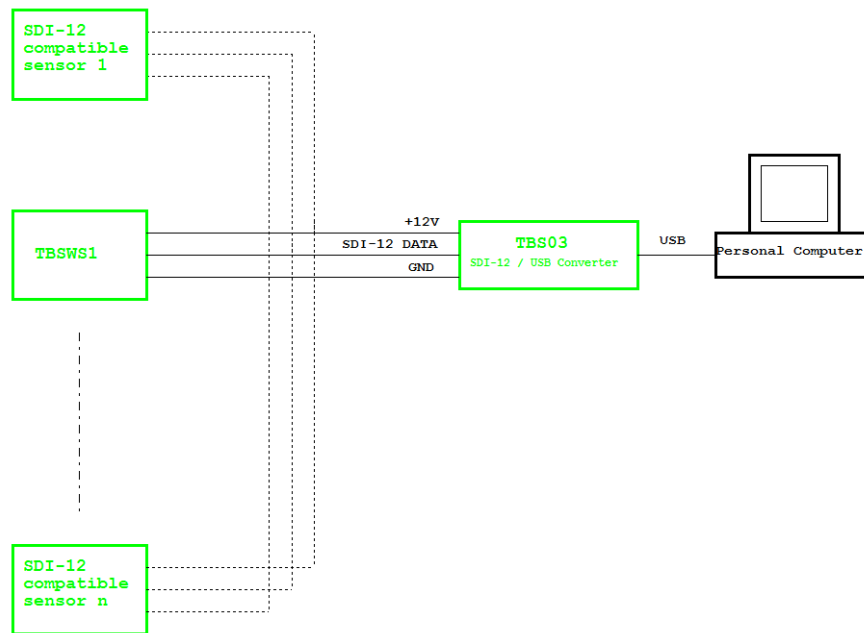 SDI-12
compatible
sensor 1
TBSWS1
+12V
SDI-12 DATA
GND
TBS03
SDI-12 / USB Converter
USB
Personal Computer
SDI-12
compatible
sensor n